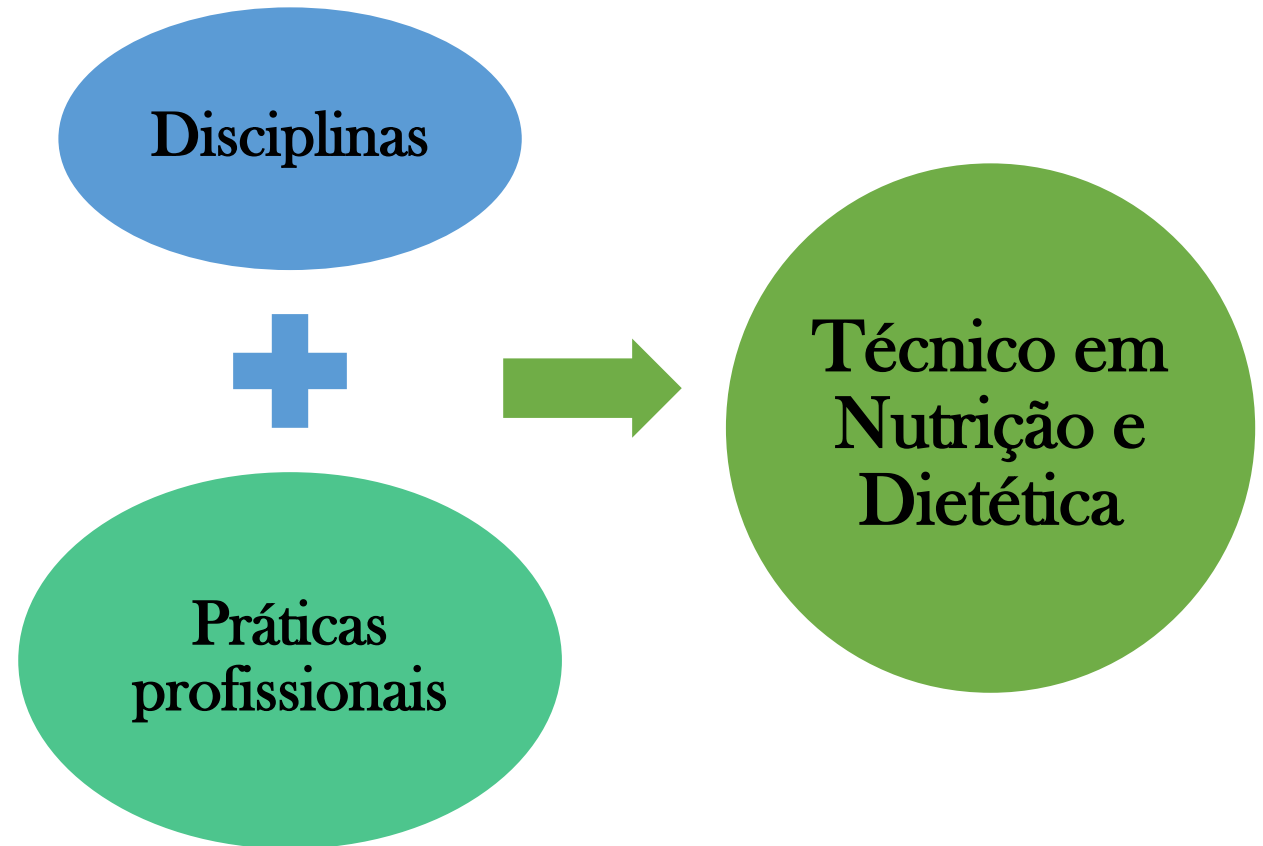 Disciplinas
Práticas
profissionais
Técnico em
Nutrição e
Dietética